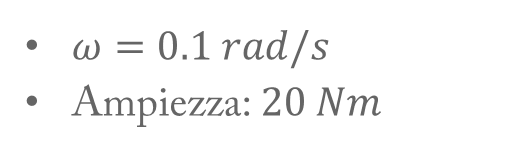 • ω = 0.1 rad/s
• Ampiezza: 20 Nm